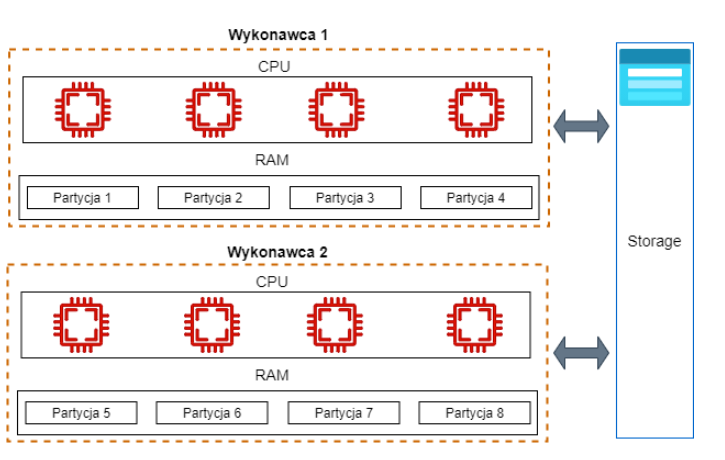 Wykonawca 1
CPU
RAM
Partycja 1
Partycja 2
Partycja 3
Partycja 4
Wykonawca 2
CPU
RAM
Partycja 5
Partycja 6
Partycja 7
Partycja 8
Storage